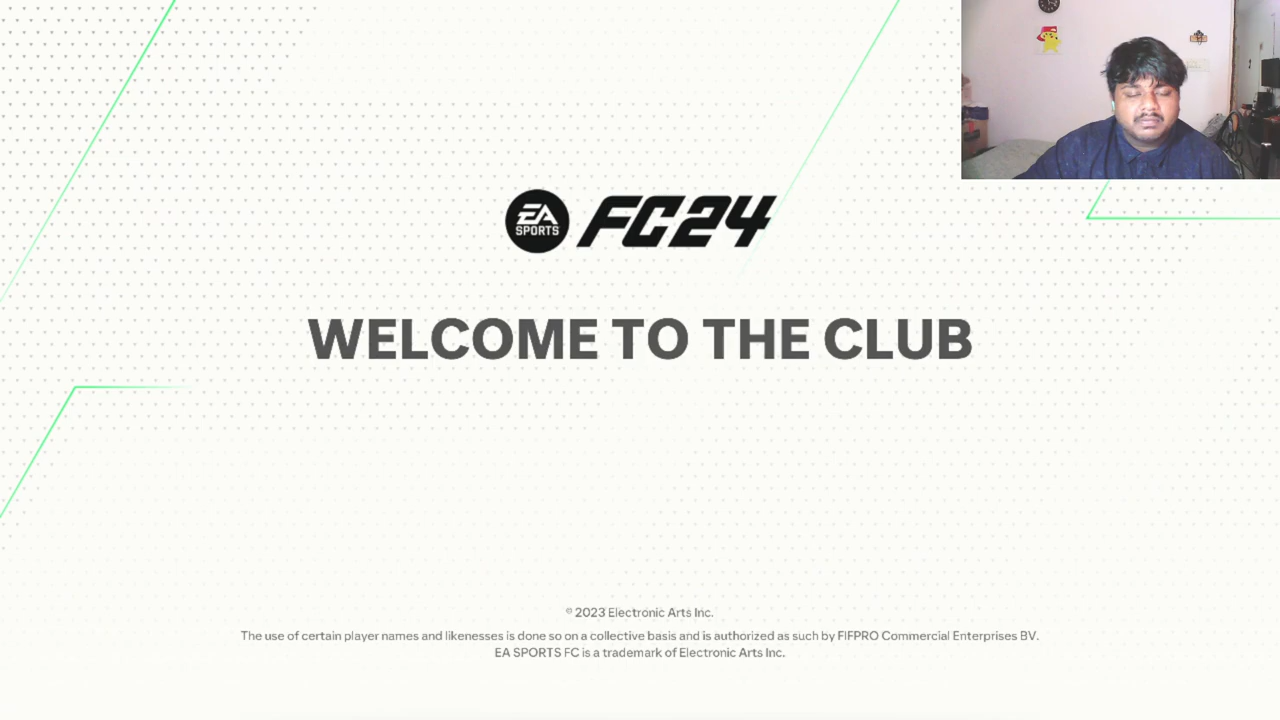 EA
SPORTS
FC24
WELCOME TO THE CLUB
© 2023 Electronic Arts Inc.
The use of certain player names and likenesses is done so on a collective basis and is authorized as such by FIFPRO Commercial Enterprises BV.
EA SPORTS FC is a trademark of Electronic Arts Inc.